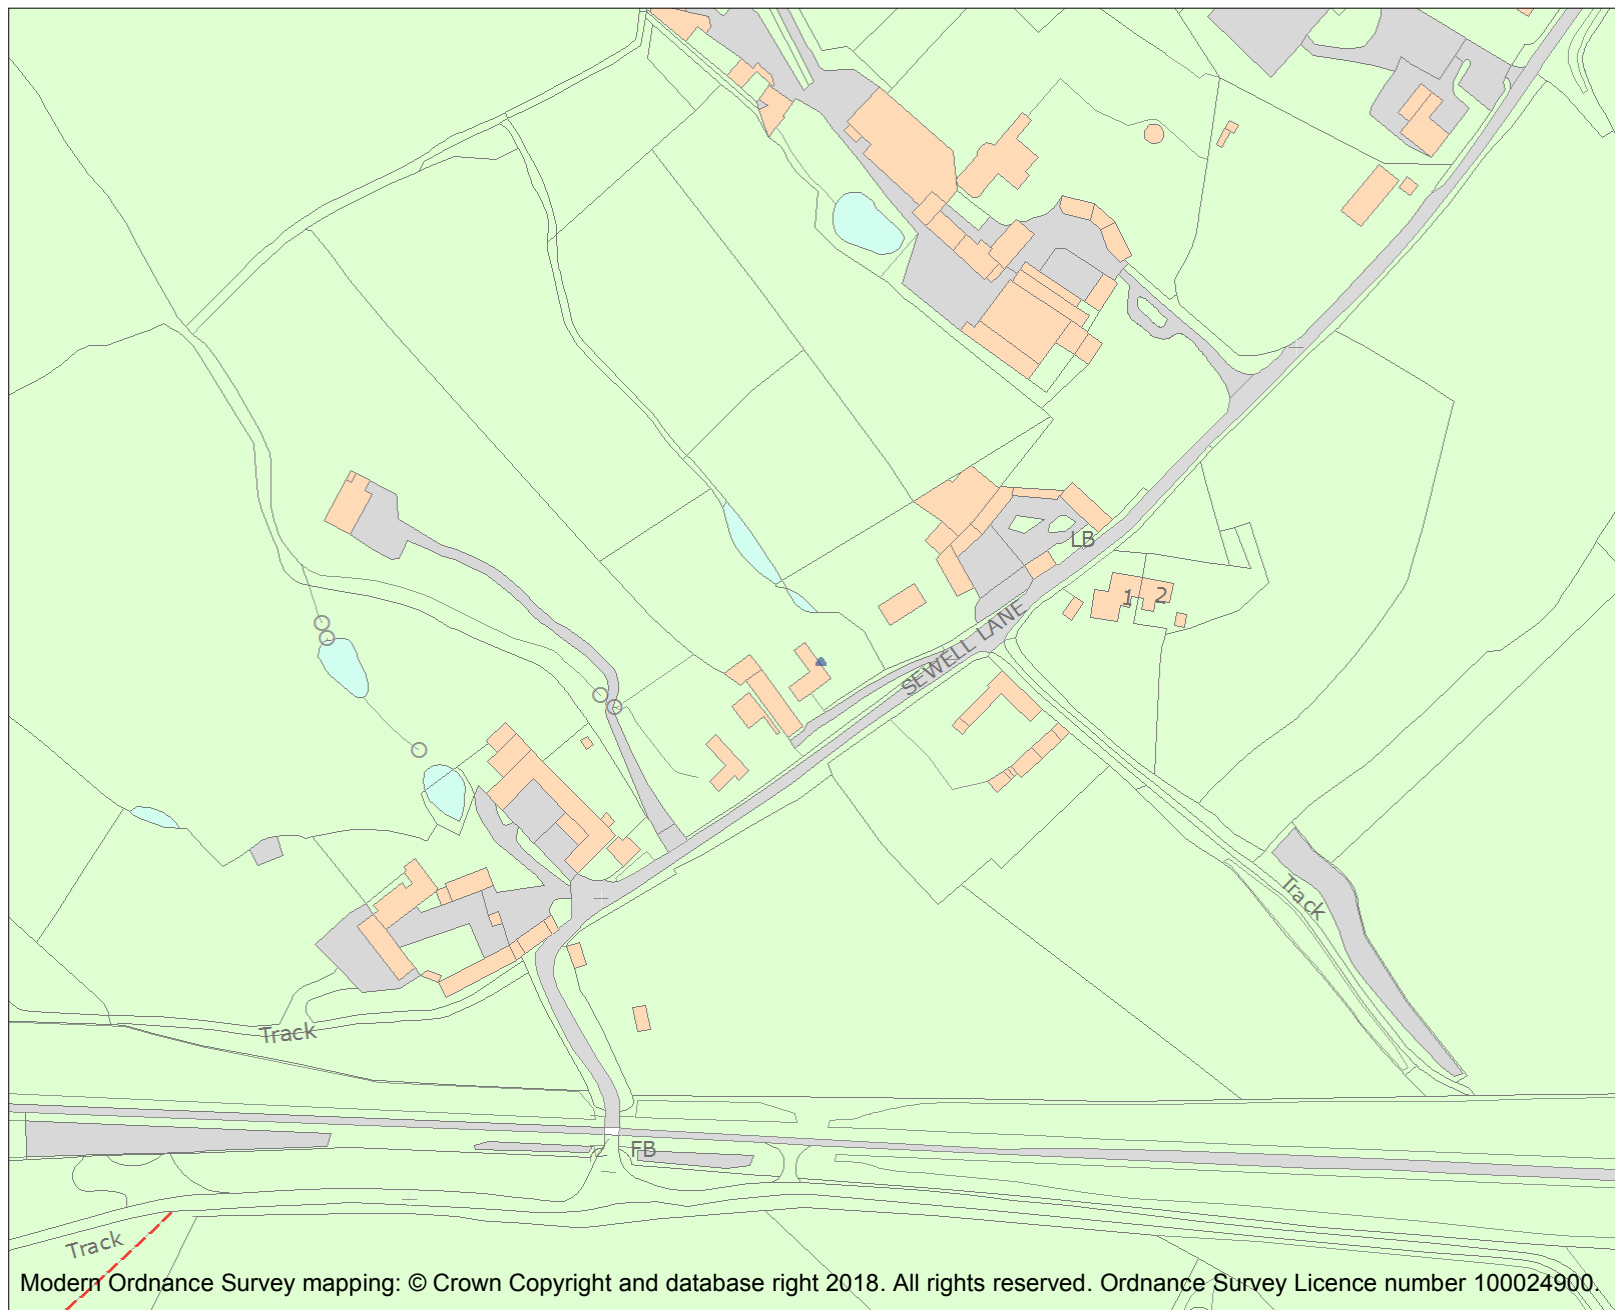 LB
1 2
SEWELL LANE
Track
Track
FB
Track
Modern Ordnance Survey mapping: © Crown Copyright and database right 2018. All rights reserved. Ordnance Survey Licence number 100024900.